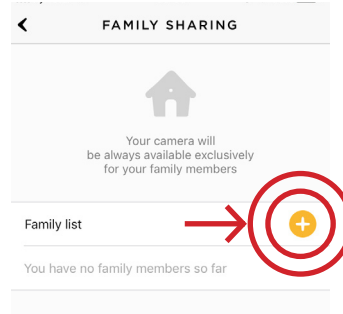 FAMILY SHARING
Your camera will
be always available exclusively
for your family members
Family list
You have no family members so far